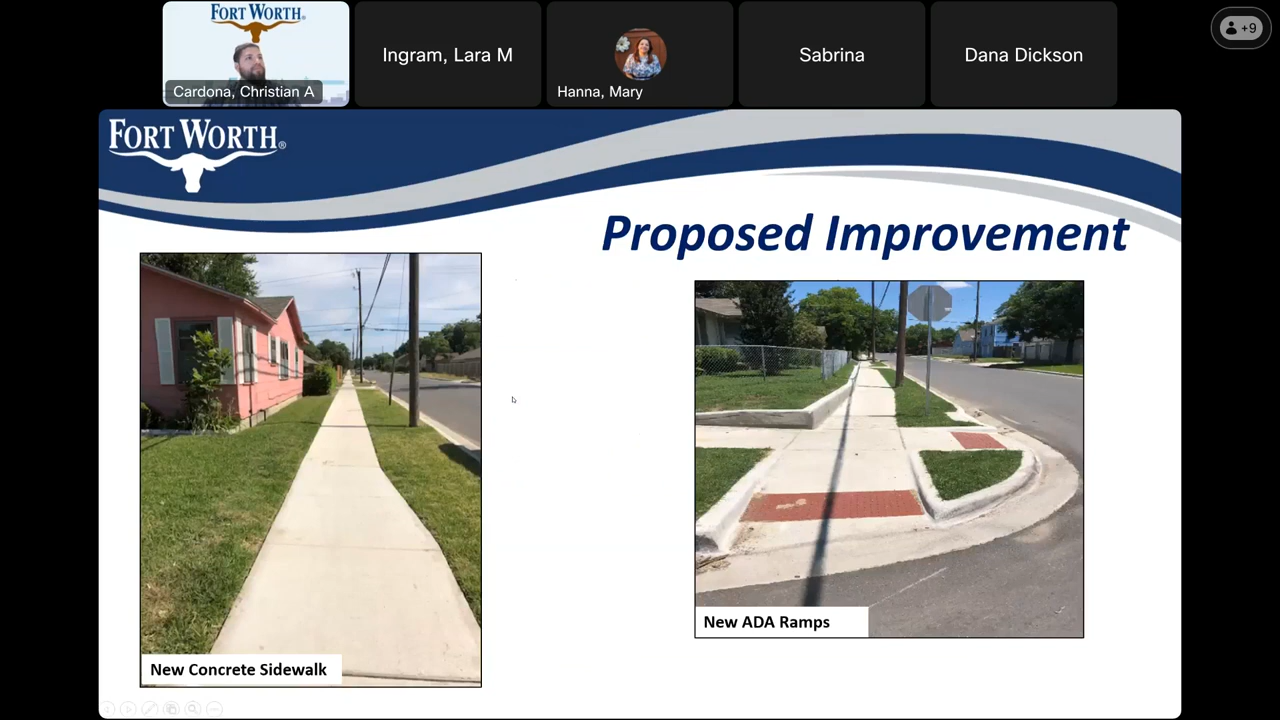 FORT WORTH®
Cardona, Christian A
Ingram, Lara M
Hanna, Mary
Sabrina
Dana Dickson
+9
FORT WORTH®
Proposed Improvement
New Concrete Sidewalk
New ADA Ramps